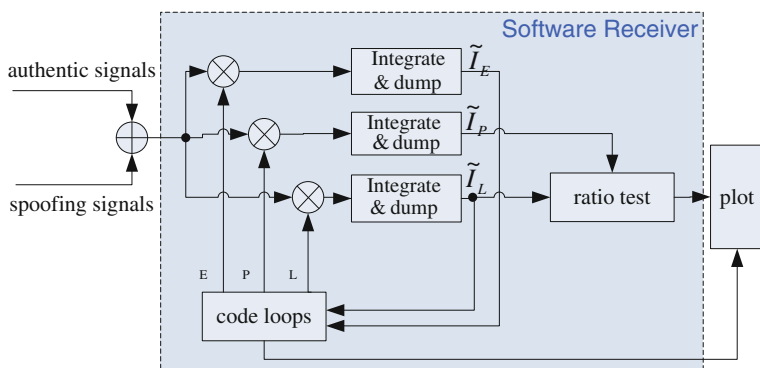 Software Receiver
authentic signals
Integrate
& dump
Ĩ_E
Integrate
& dump
Ĩ_P
spoofing signals
Integrate
& dump
Ĩ_L
ratio test
plot
E P L
code loops